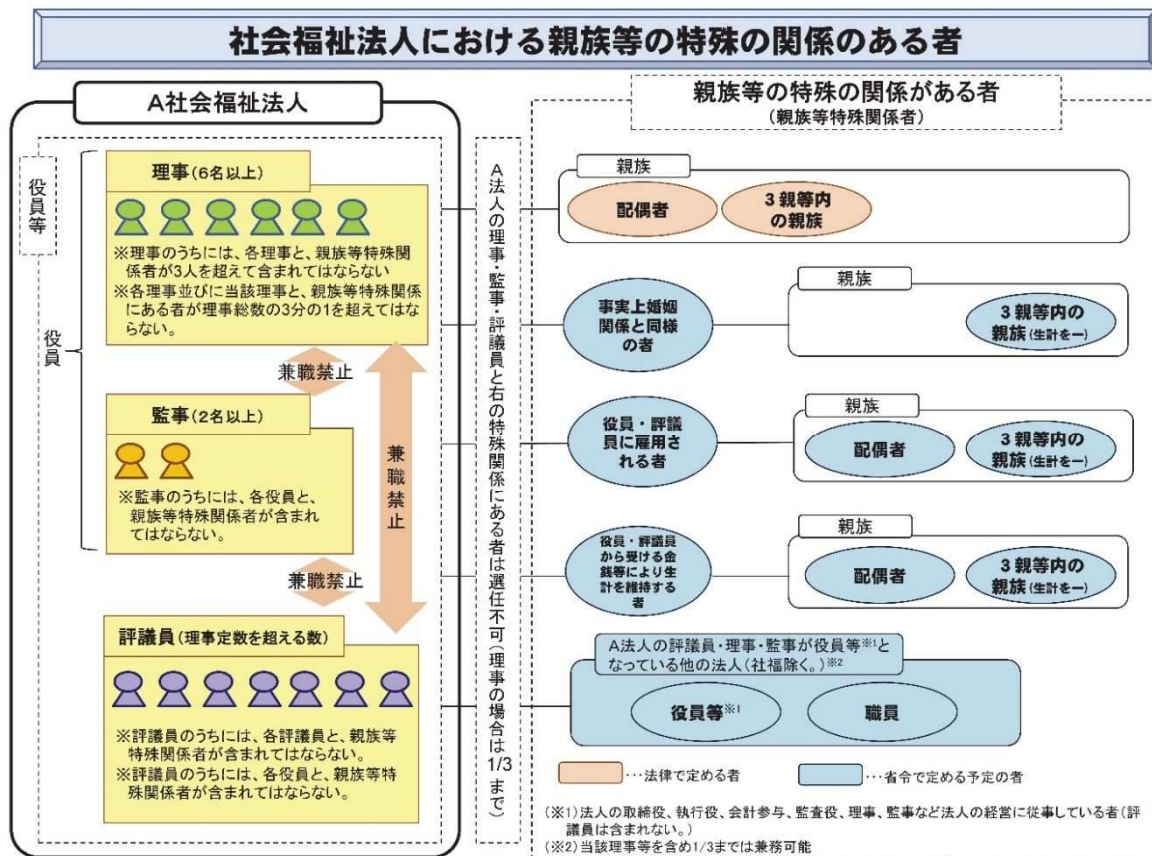 社会福祉法人における親族等の特殊の関係のある者
A社会福祉法人
役員等
役員
理事(6名以上)
※理事のうちには、各理事と、親族等特殊関
係者が3人を超えて含まれてはならない
※各理事並びに当該理事と、親族等特殊関係
にある者が理事総数の3分の1を超えてはな
らない。
兼職禁止
監事(2名以上)
※監事のうちには、各役員と、
親族等特殊関係者が含まれ
てはならない。
兼職禁止
兼職禁止
評議員(理事定数を超える数)
※評議員のうちには、各評議員と、親族等
特殊関係者が含まれてはならない。
※評議員のうちには、各役員と、親族等特
殊関係者が含まれてはならない。
A法人の理事・監事・評議員と右の特殊関係にある者は選任不可(理事の場合は1/3まで)
親族等の特殊の関係がある者
(親族等特殊関係者)
親族
配偶者
3親等内
の親族
事実上婚姻
関係と同様
の者
親族
3親等内の
親族(生計を一)
役員・評議
員に雇用さ
れる者
親族
配偶者
3親等内の
親族(生計を一)
役員・評議員
から受ける金
銭等により生
計を維持する
者
親族
配偶者
3親等内の
親族(生計を一)
A法人の評議員・理事・監事が役員等※1と
なっている他の法人(社福除く。)※2
役員等※1
職員
…法律で定める者
…省令で定める予定の者
(※1)法人の取締役、執行役、会計参与、監査役、理事、監事など法人の経営に従事している者(評
議員は含まれない。)
(※2)当該理事等を含め1/3までは兼務可能